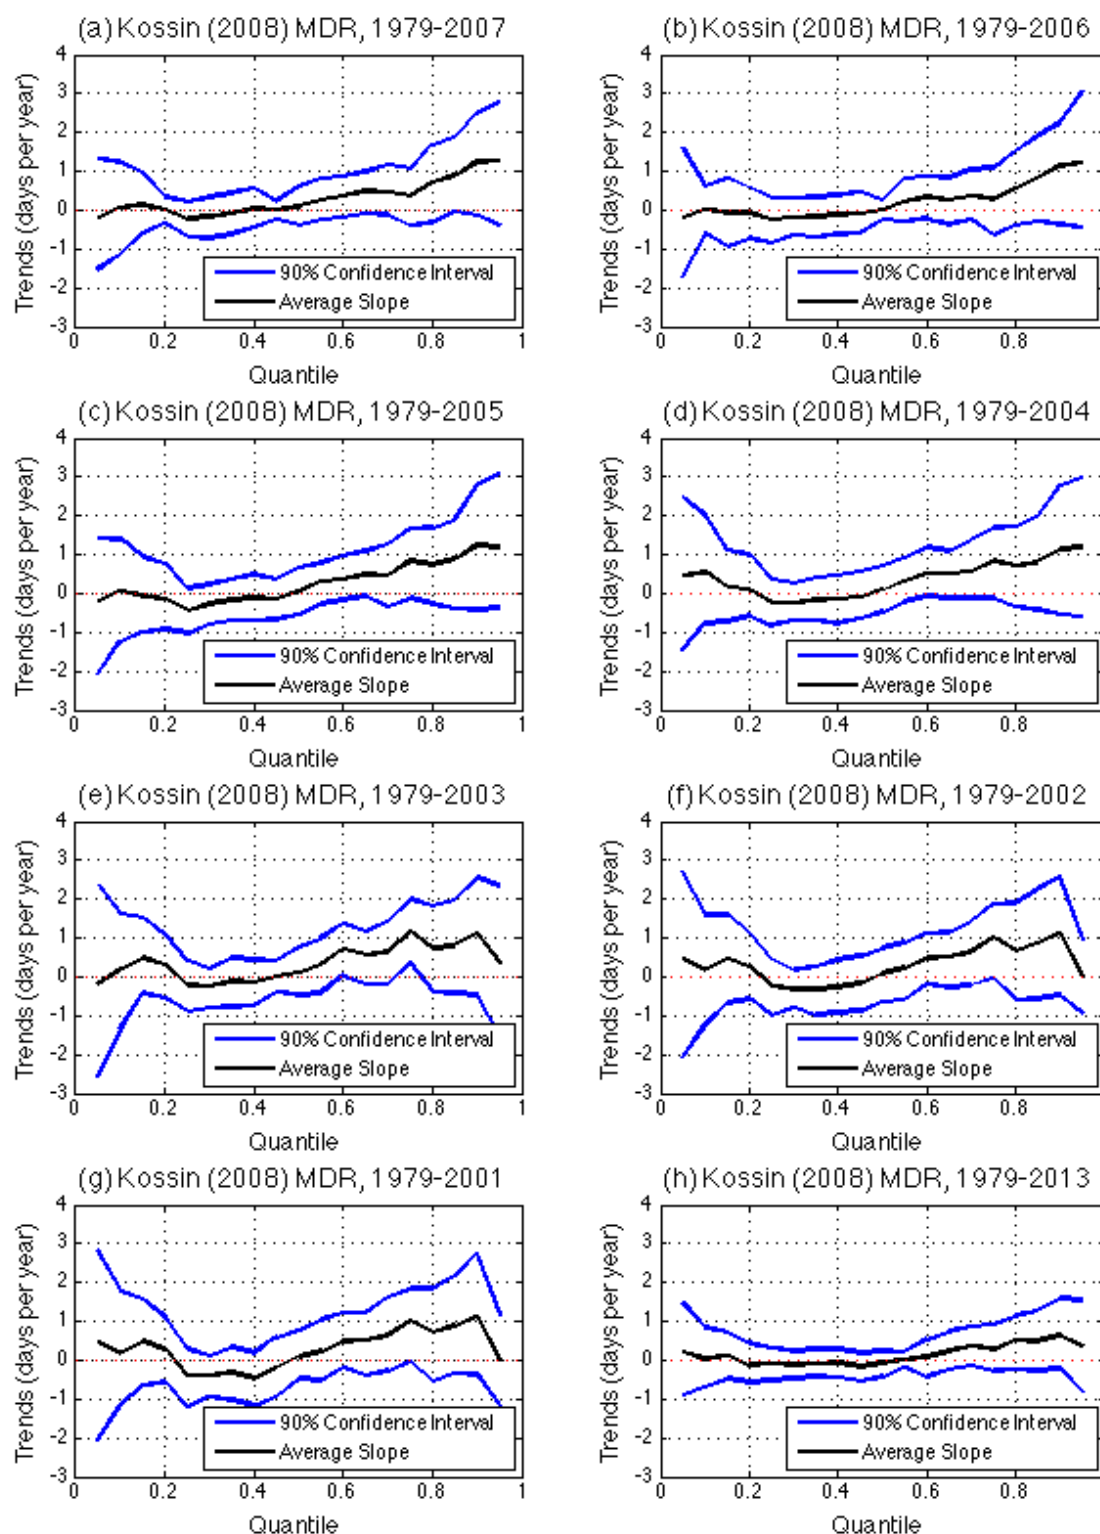 (a) Kossin (2008) MDR, 1979-2007
(b) Kossin (2008) MDR, 1979-2006
Trends (days per year)
4
3
2
1
0
-1
-2
-3
90% Confidence Interval
Average Slope
0
0.2
0.4
0.6
0.8
1
Quantile
Trends (days per year)
4
3
2
1
0
-1
-2
-3
90% Confidence Interval
Average Slope
0
0.2
0.4
0.6
0.8
Quantile
(c) Kossin (2008) MDR, 1979-2005
(d) Kossin (2008) MDR, 1979-2004
Trends (days per year)
4
3
2
1
0
-1
-2
-3
90% Confidence Interval
Average Slope
0
0.2
0.4
0.6
0.8
1
Quantile
Trends (days per year)
4
3
2
1
0
-1
-2
-3
90% Confidence Interval
Average Slope
0
0.2
0.4
0.6
0.8
Quantile
(e) Kossin (2008) MDR, 1979-2003
(f) Kossin (2008) MDR, 1979-2002
Trends (days per year)
4
3
2
1
0
-1
-2
-3
90% Confidence Interval
Average Slope
0
0.2
0.4
0.6
0.8
1
Quantile
Trends (days per year)
4
3
2
1
0
-1
-2
-3
90% Confidence Interval
Average Slope
0
0.2
0.4
0.6
0.8
Quantile
(g) Kossin (2008) MDR, 1979-2001
(h) Kossin (2008) MDR, 1979-2013
Trends (days per year)
4
3
2
1
0
-1
-2
-3
90% Confidence Interval
Average Slope
0
0.2
0.4
0.6
0.8
1
Quantile
Trends (days per year)
4
3
2
1
0
-1
-2
-3
90% Confidence Interval
Average Slope
0
0.2
0.4
0.6
0.8
Quantile